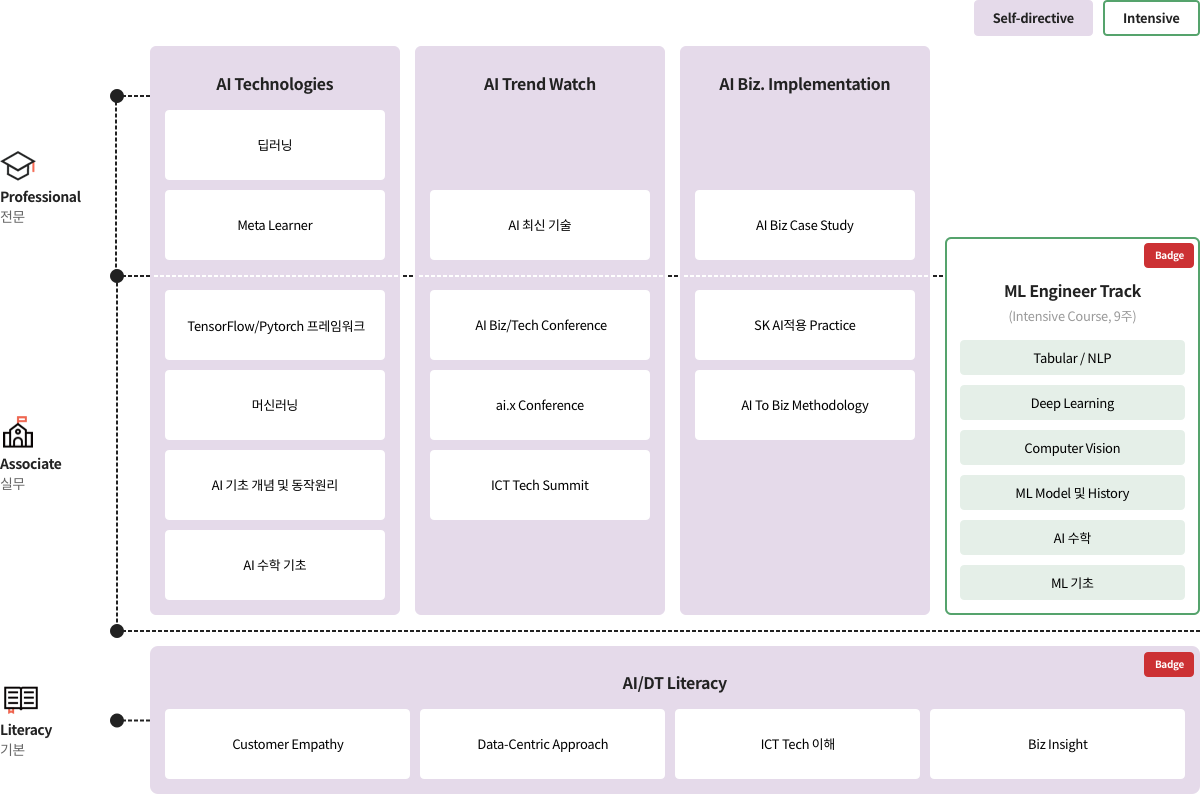 Self-directive
Intensive
AI Technologies
AI Trend Watch
AI Biz. Implementation
Professional
전문
딥러닝
Meta Learner
AI 최신 기술
AI Biz Case Study
Associate
실무
TensorFlow/Pytorch 프레임워크
머신러닝
AI 기초 개념 및 동작원리
AI 수학 기초
AI Biz/Tech Conference
ai.x Conference
ICT Tech Summit
SK AI적용 Practice
AI To Biz Methodology
Badge
ML Engineer Track
(Intensive Course, 9주)
Tabular / NLP
Deep Learning
Computer Vision
ML Model 및 History
AI 수학
ML 기초
Literacy
기본
Badge
AI/DT Literacy
Customer Empathy
Data-Centric Approach
ICT Tech 이해
Biz Insight